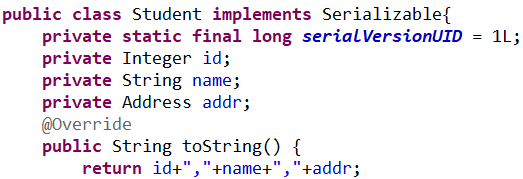 public class Student implements Serializable{
    private static final long serialVersionUID = 1L;
    private Integer id;
    private String name;
    private Address addr;
    @Override
    public String toString() {
        return id+","+name+","+addr;